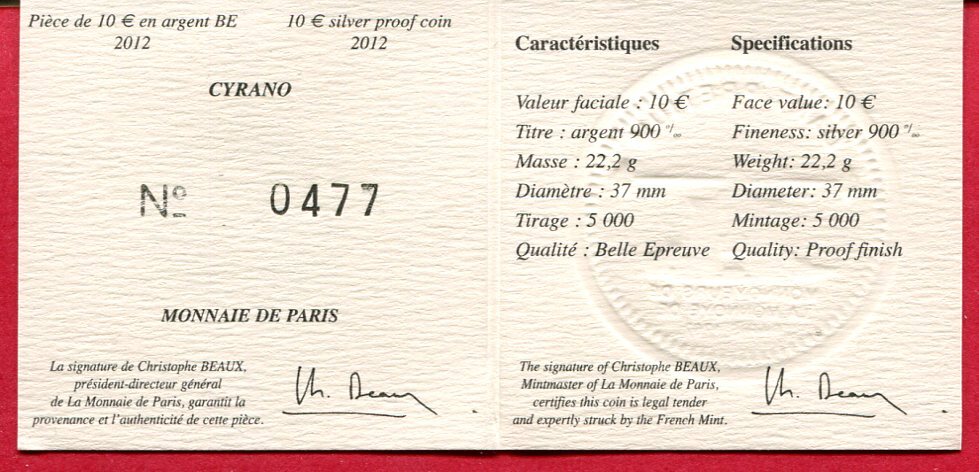 Pièce de 10 € en argent BE
2012
10 € silver proof coin
2012
CYRANO
Nº 0477
MONNAIE DE PARIS
La signature de Christophe BEAUX,
président-directeur général
de La Monnaie de Paris, garantit la
provenance et l'authenticité de cette pièce.
Ch. Beaux
Caractéristiques
Valeur faciale : 10 €
Titre : argent 900 ‰
Masse : 22,2 g
Diamètre : 37 mm
Tirage : 5 000
Qualité : Belle Epreuve
Specifications
Face value: 10 €
Fineness: silver 900 ‰
Weight: 22,2 g
Diameter: 37 mm
Mintage: 5 000
Quality: Proof finish
The signature of Christophe BEAUX,
Mintmaster of La Monnaie de Paris,
certifies this coin is legal tender
and expertly struck by the French Mint.
Ch. Beaux